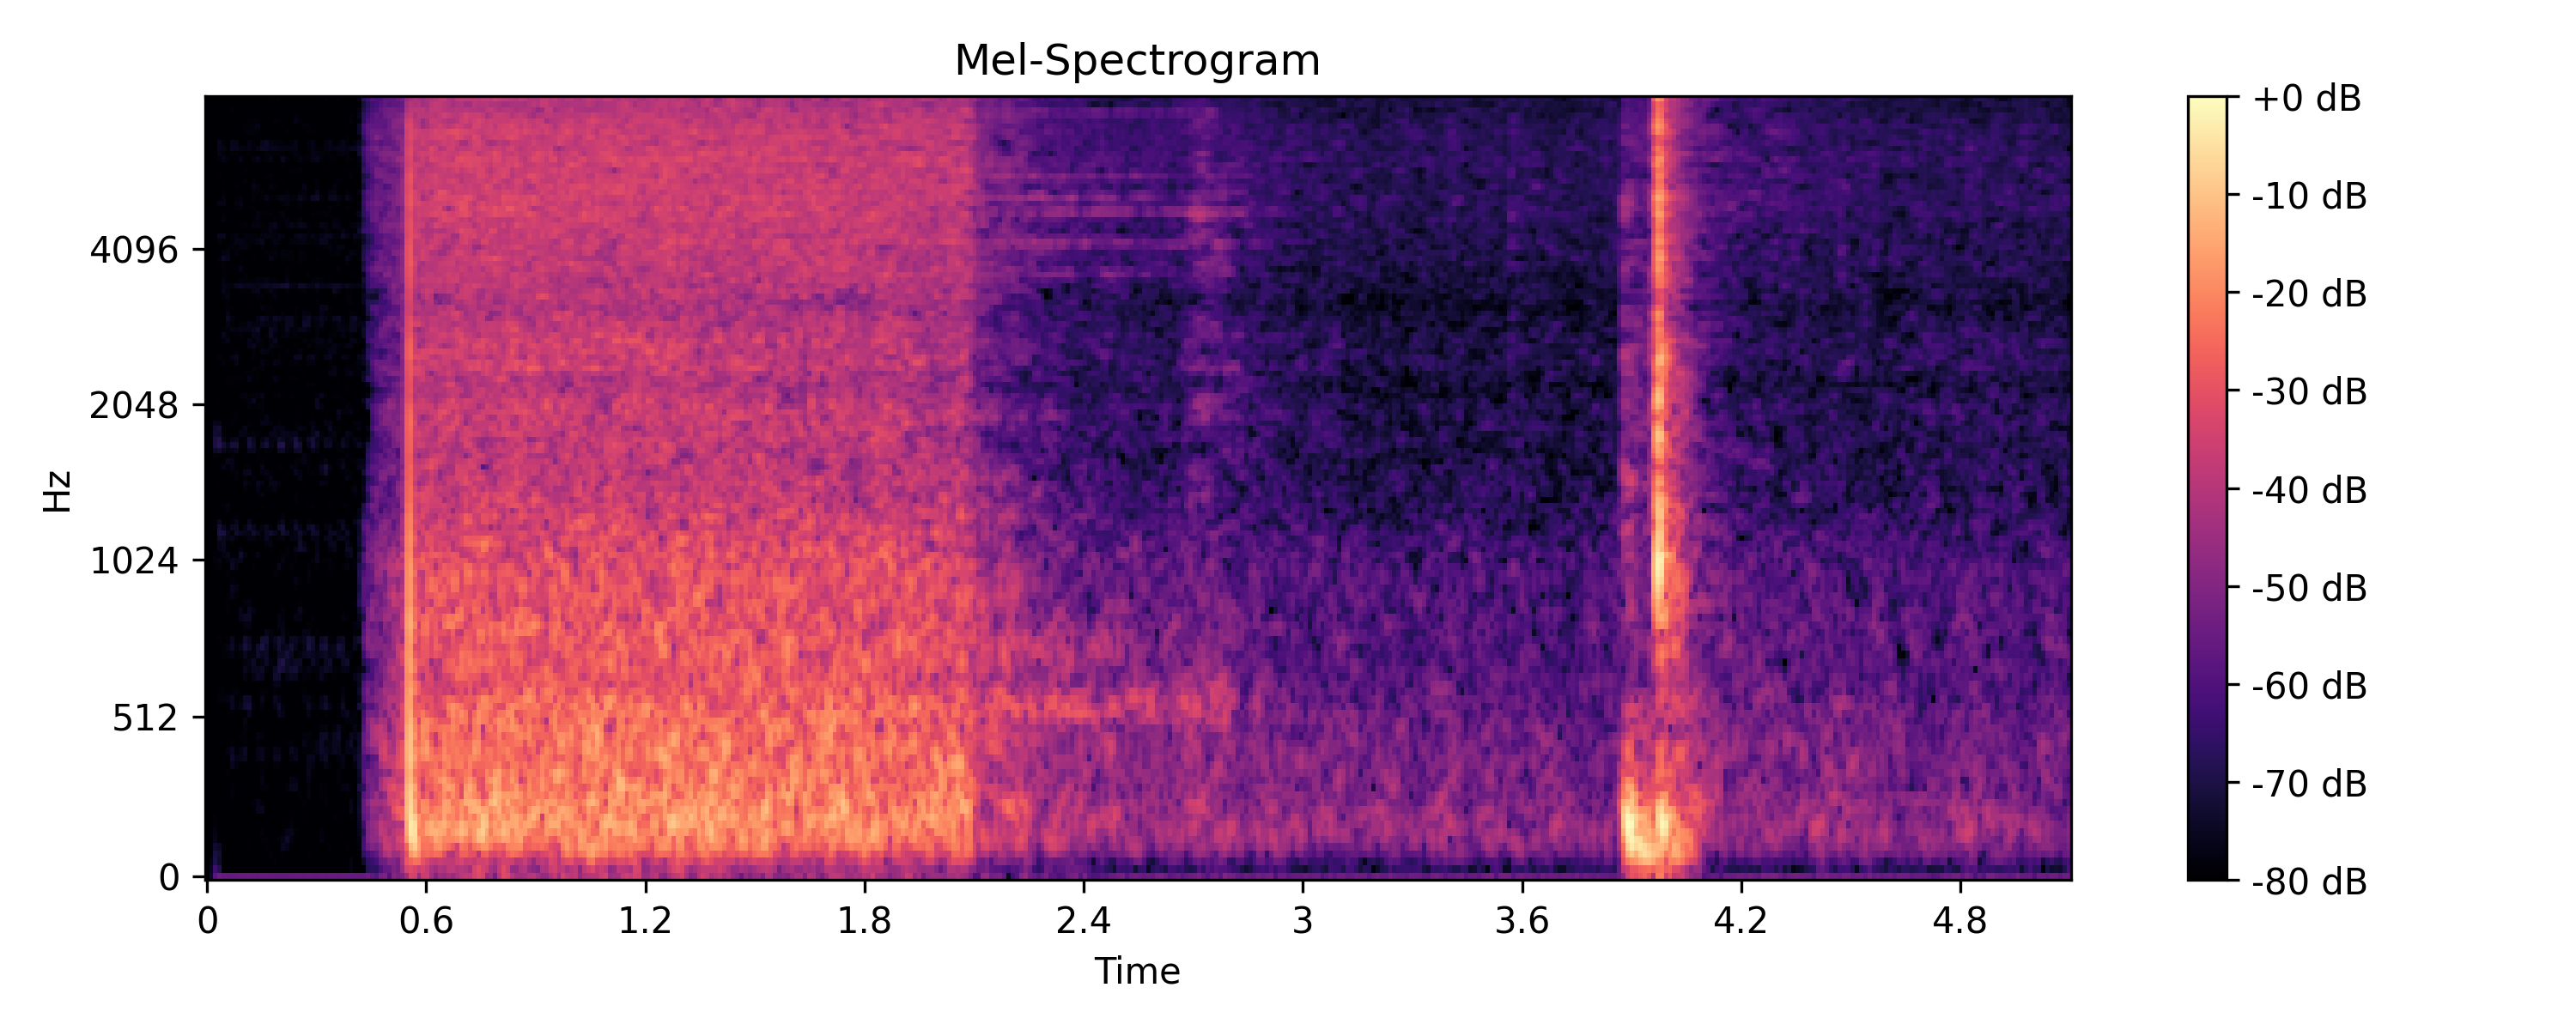 Mel-Spectrogram
+0 dB
-10 dB
-20 dB
-30 dB
-40 dB
-50 dB
-60 dB
-70 dB
-80 dB
4096
2048
1024
512
0
Hz
0 0.6 1.2 1.8 2.4 3 3.6 4.2 4.8
Time